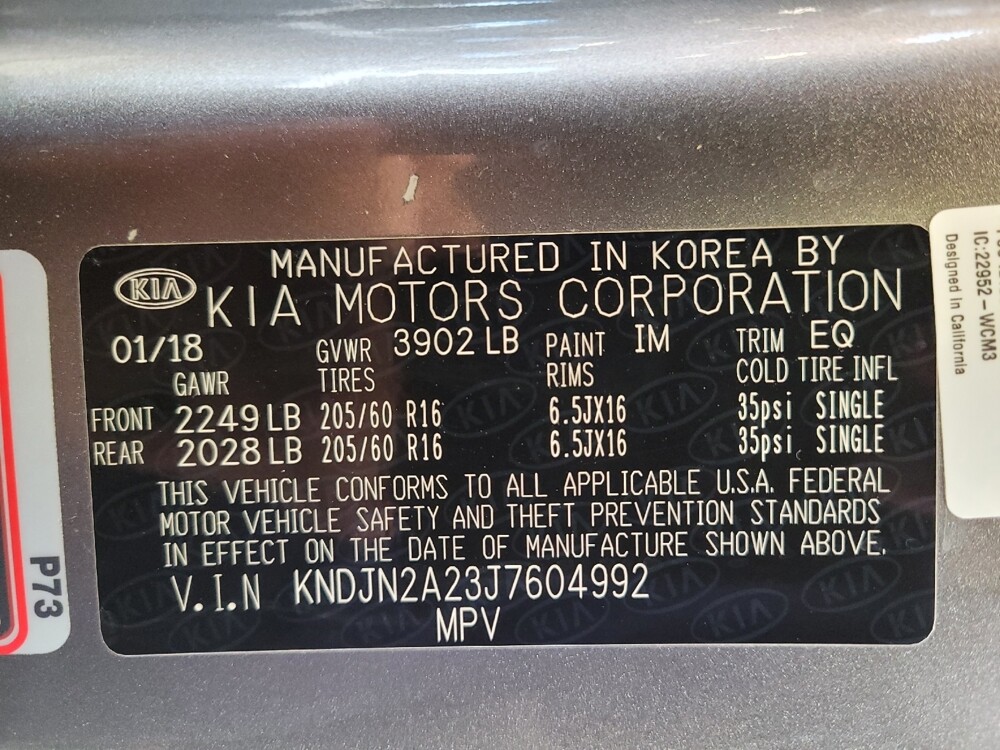 MANUFACTURED IN KOREA BY
KIA KIA MOTORS CORPORATION
01/18 GVWR 3902 LB PAINT IM TRIM EQ
GAWR TIRES RIMS COLD TIRE INFL
FRONT 2249 LB 205/60 R16 6.5JX16 35psi SINGLE
REAR 2028 LB 205/60 R16 6.5JX16 35psi SINGLE
THIS VEHICLE CONFORMS TO ALL APPLICABLE U.S.A. FEDERAL
MOTOR VEHICLE SAFETY AND THEFT PREVENTION STANDARDS
IN EFFECT ON THE DATE OF MANUFACTURE SHOWN ABOVE.
V.I.N KNDJN2A23J7604992
MPV
P73
IC:22952-WCM3
Designed in California